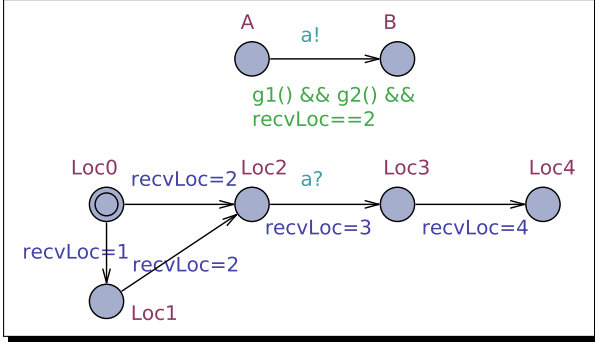 A
B
a!
g1() && g2() &&
recvLoc==2
Loc0
Loc2
a?
Loc3
Loc4
recvLoc=2
recvLoc=3
recvLoc=4
recvLoc=1
recvLoc=2
Loc1